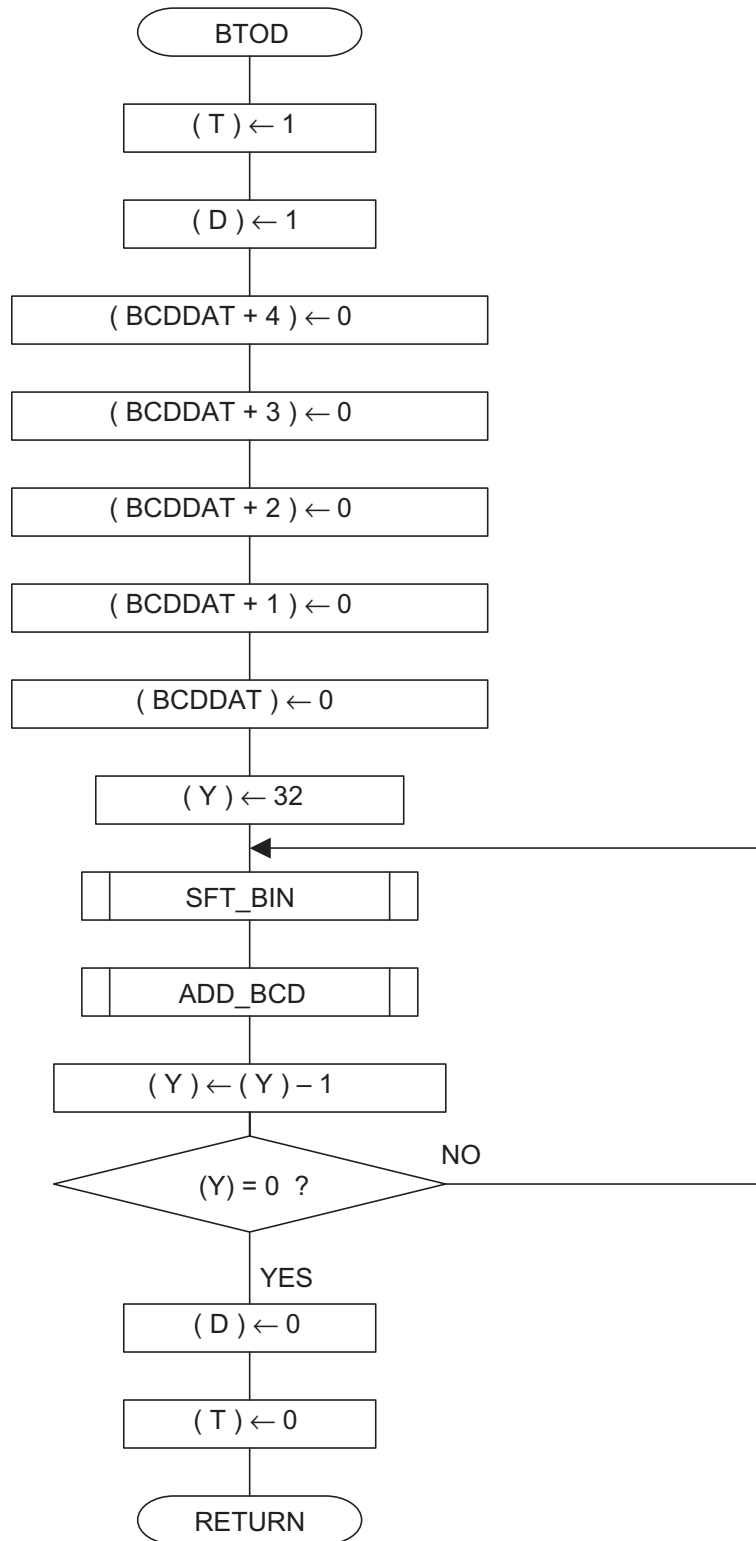 BTOD
( T ) ← 1
( D ) ← 1
( BCDDAT + 4 ) ← 0
( BCDDAT + 3 ) ← 0
( BCDDAT + 2 ) ← 0
( BCDDAT + 1 ) ← 0
( BCDDAT ) ← 0
( Y ) ← 32
SFT_BIN
ADD_BCD
( Y ) ← ( Y ) – 1
NO
(Y) = 0 ?
YES
( D ) ← 0
( T ) ← 0
RETURN